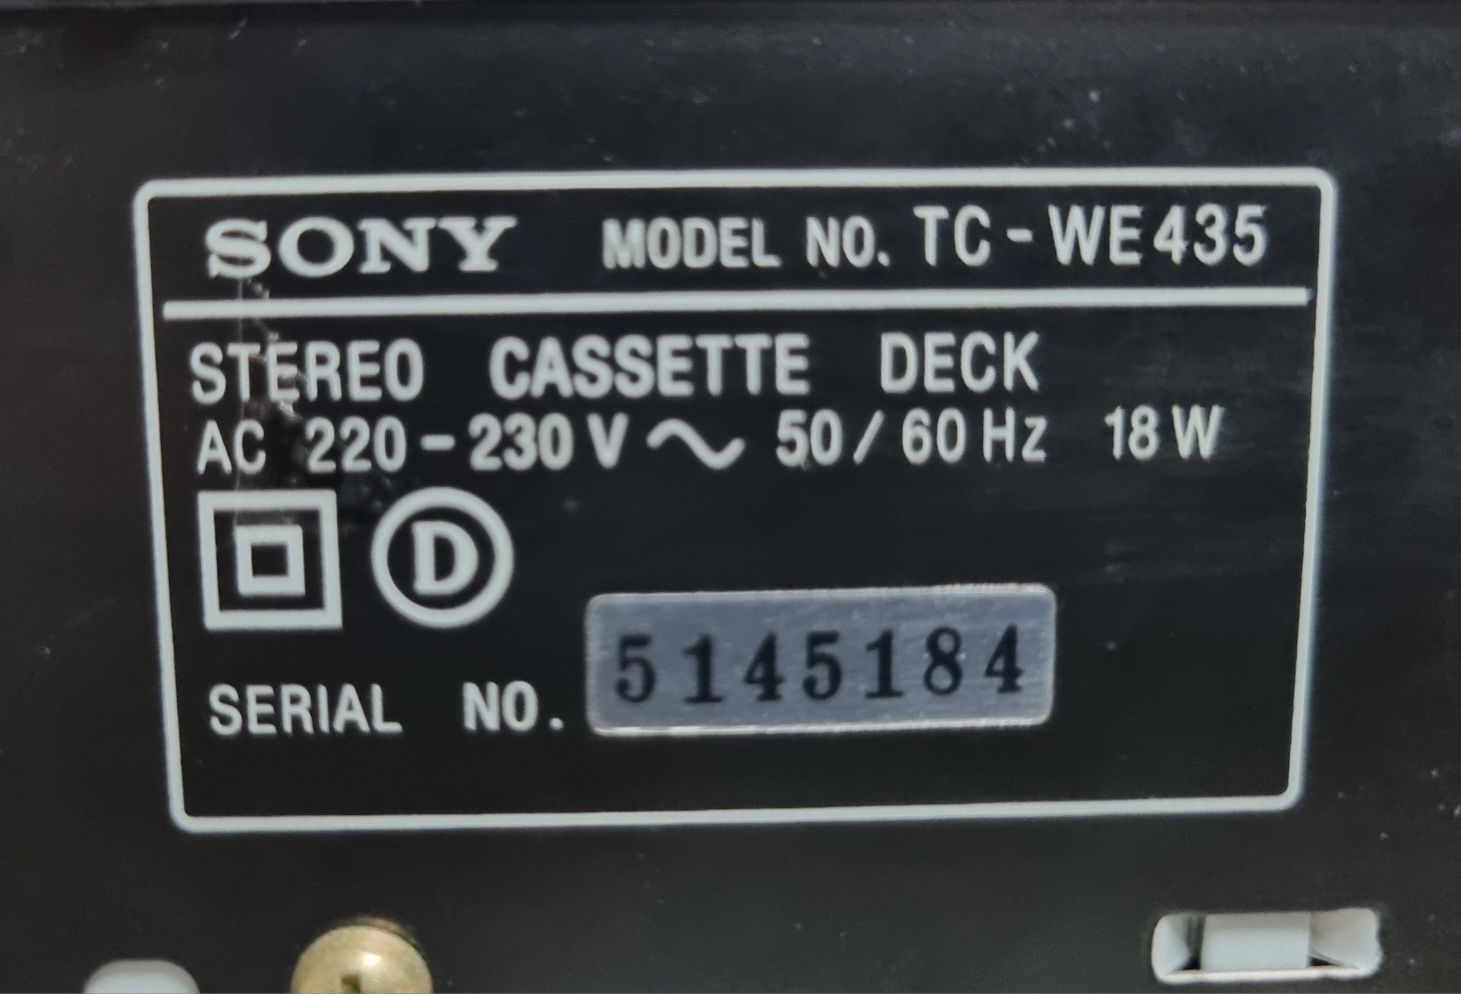 SONY MODEL NO. TC-WE435
STEREO CASSETTE DECK
AC 220-230V ~ 50/60Hz 18W
D
SERIAL NO. 5145184